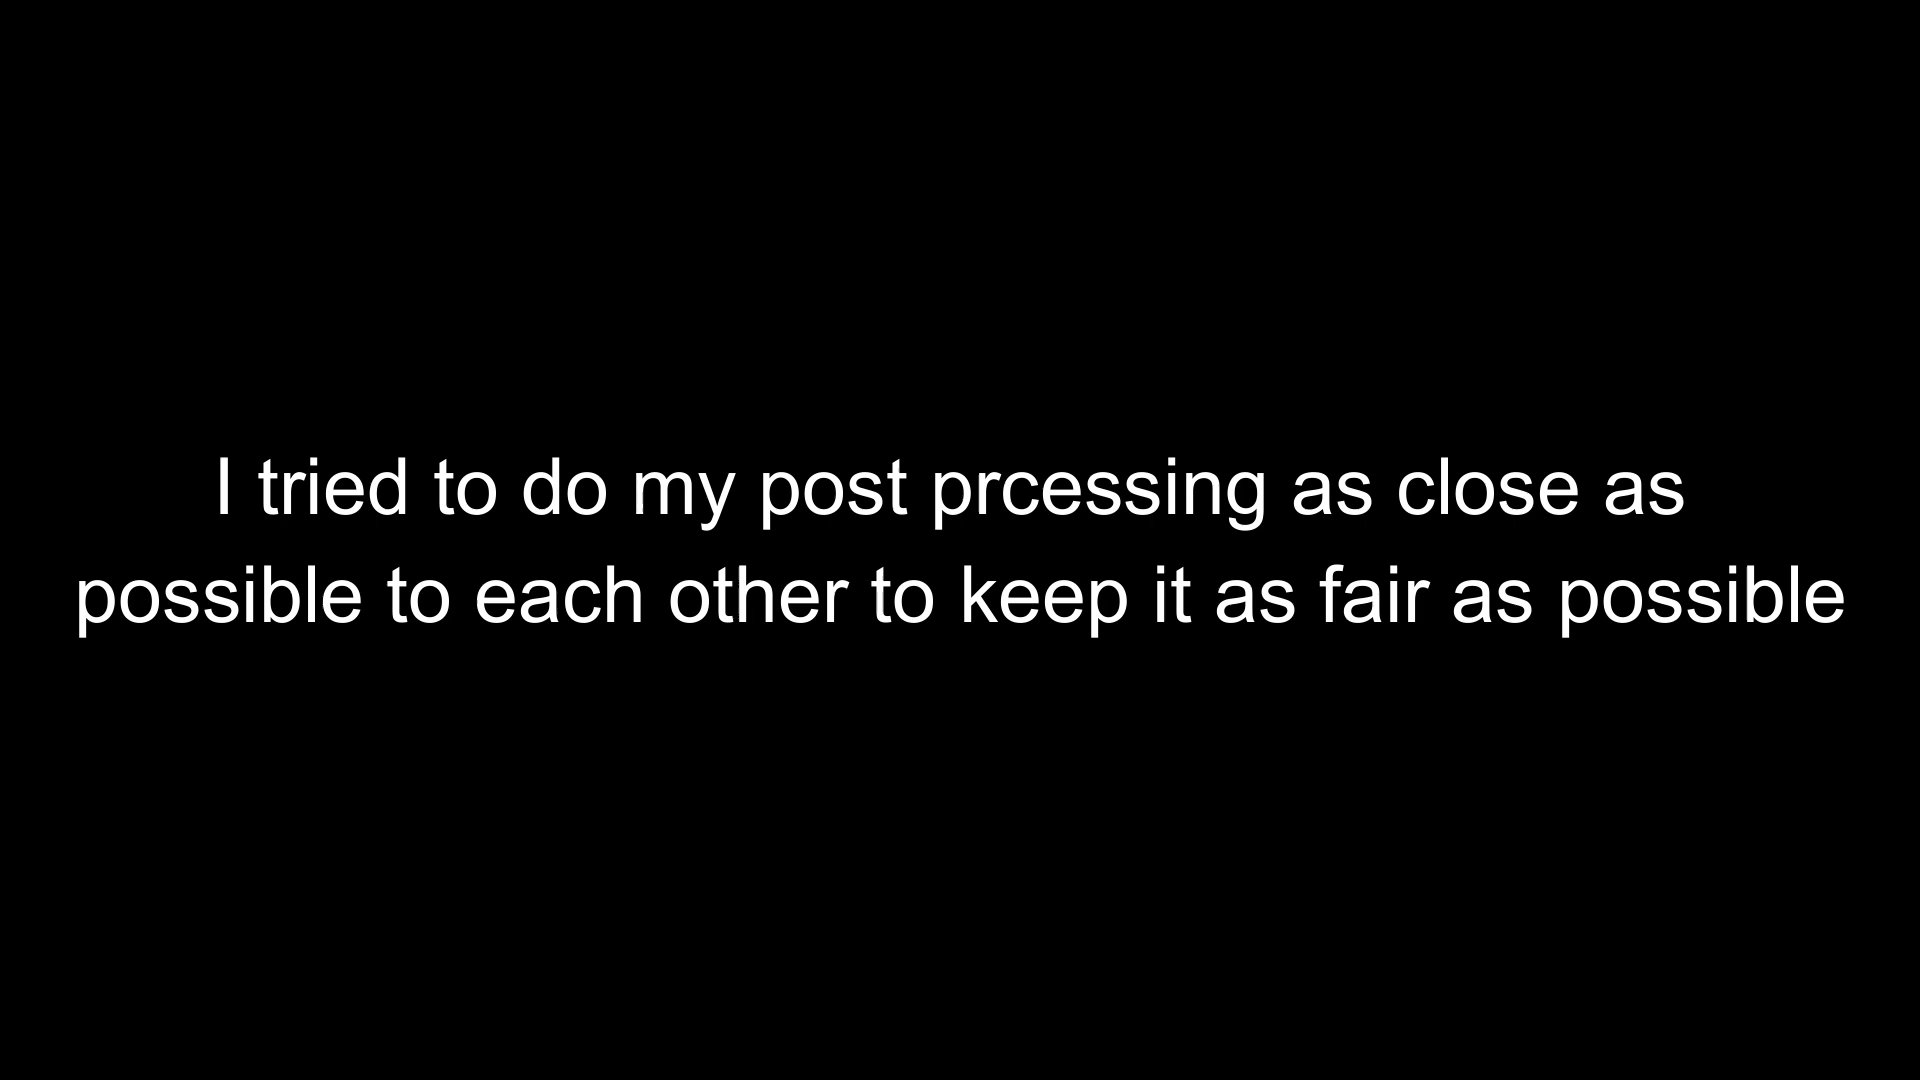 I tried to do my post prcessing as close as
possible to each other to keep it as fair as possible